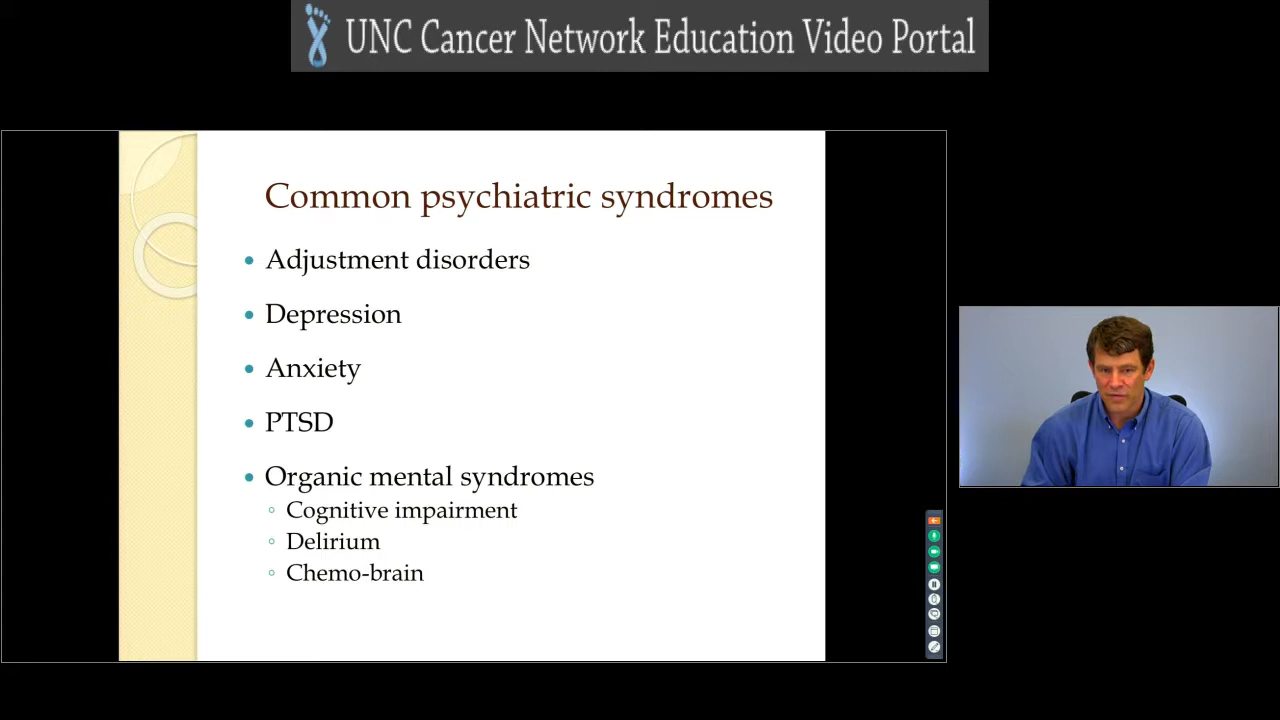 UNC Cancer Network Education Video Portal
Common psychiatric syndromes
Adjustment disorders
Depression
Anxiety
PTSD
Organic mental syndromes
Cognitive impairment
Delirium
Chemo-brain